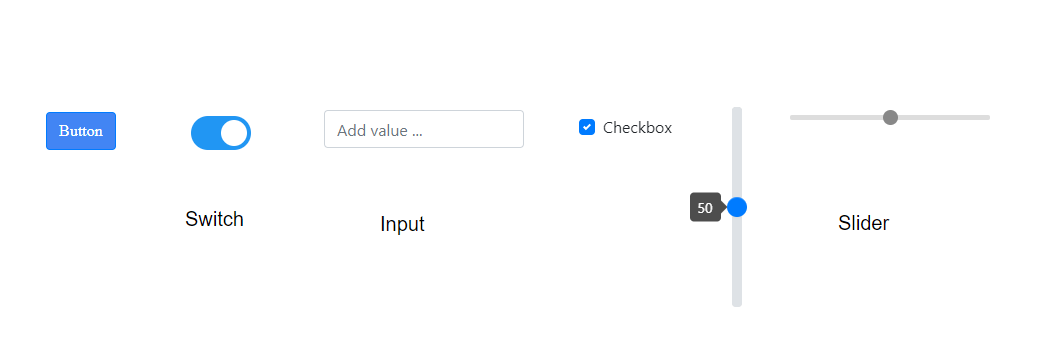 Button
Add value ...
Checkbox
50
Switch
Input
Slider